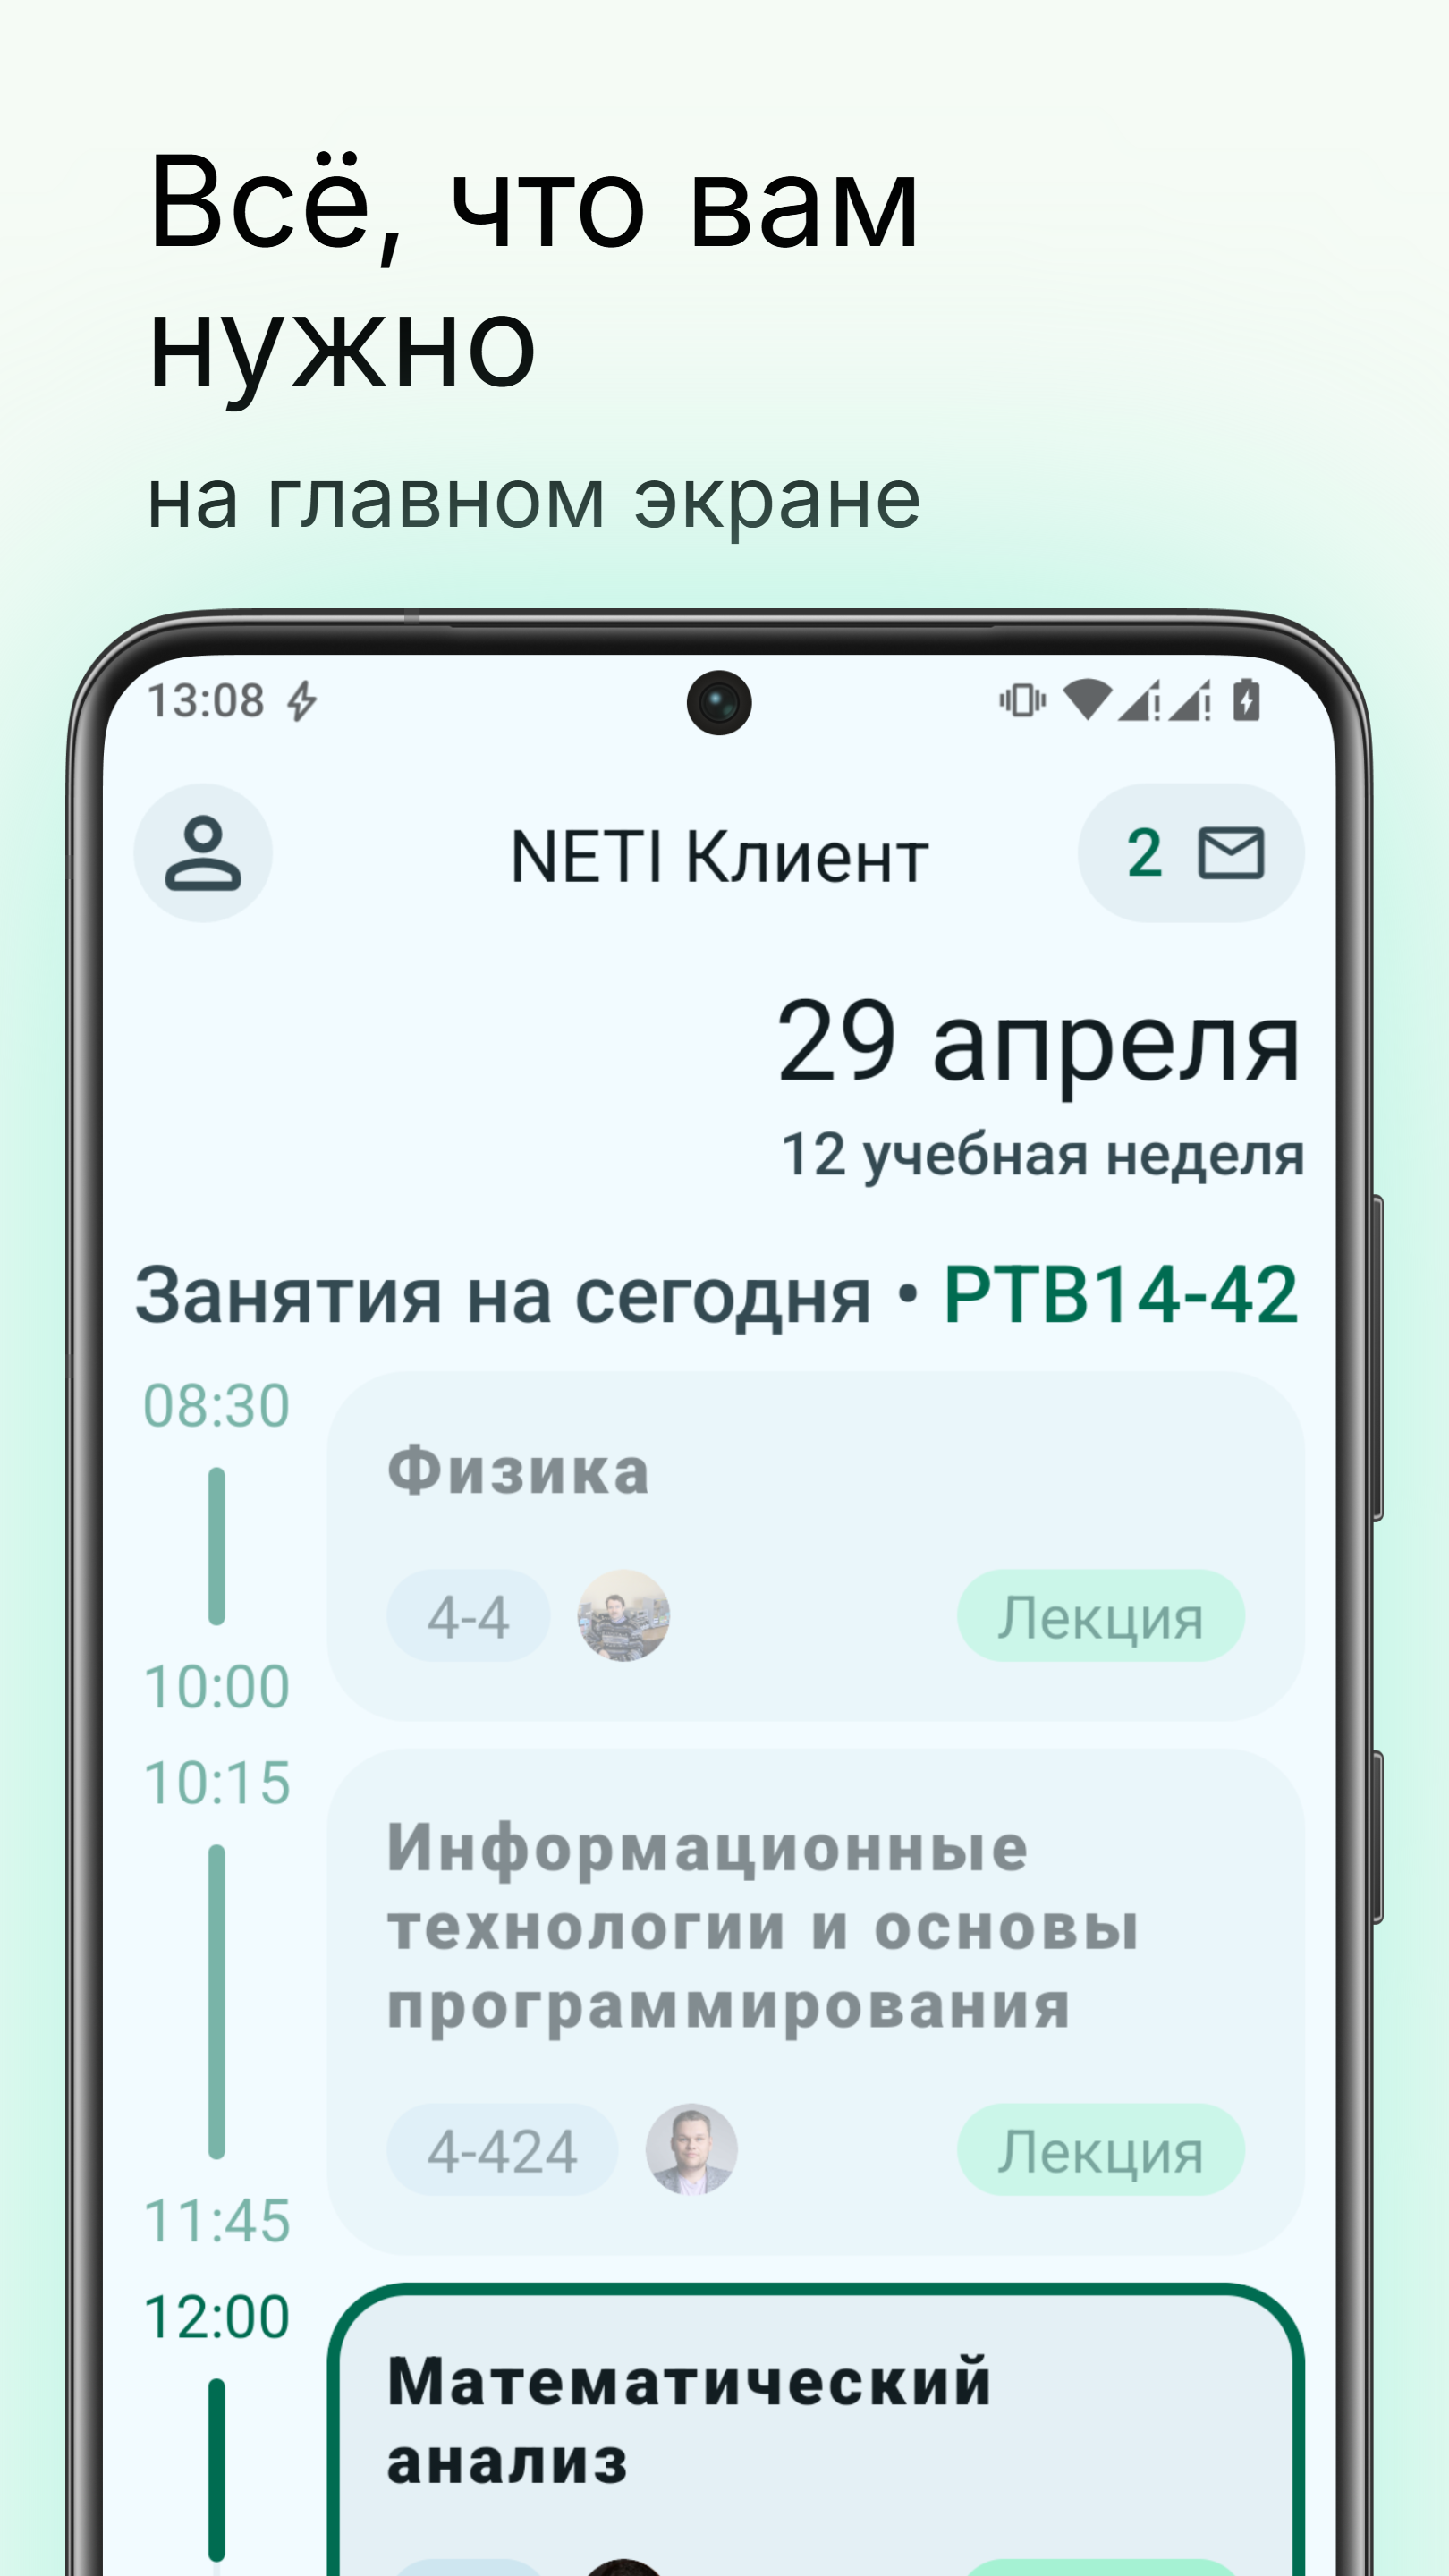 Всё, что вам
нужно
на главном экране
13:08
NETI Клиент
2
29 апреля
12 учебная неделя
Занятия на сегодня • РТВ14-42
08:30
Физика
4-4
Лекция
10:00
10:15
Информационные
технологии и основы
программирования
4-424
Лекция
11:45
12:00
Математический
анализ